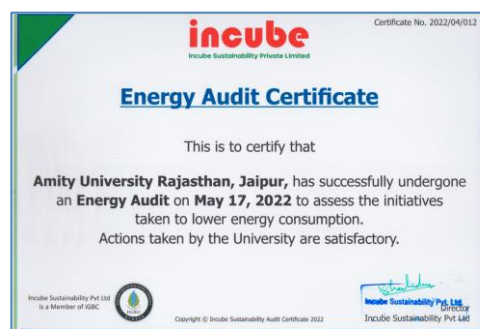 Certificate No. 2022/04/012
incube
Incube Sustainability Private Limited
Energy Audit Certificate
This is to certify that
Amity University Rajasthan, Jaipur, has successfully undergone
an Energy Audit on May 17, 2022 to assess the initiatives
taken to lower energy consumption.
Actions taken by the University are satisfactory.
Incube Sustainability Pvt Ltd
is a Member of IGBC
Copyright © Incube Sustainability Audit Certificate 2022
Incube Sustainability Pvt. Ltd.
Director
Incube Sustainability Pvt Ltd